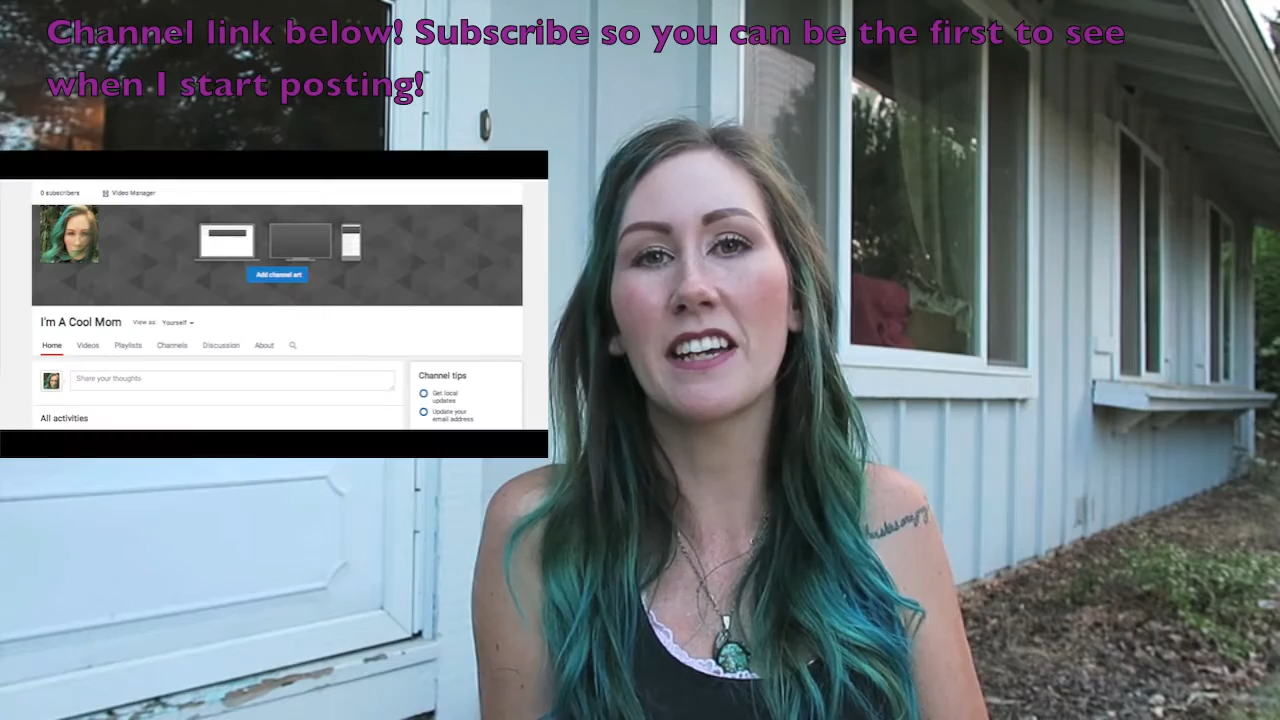 Channel link below! Subscribe so you can be the first to see
when I start posting!
0 subscribers Video Manager
Add channel art
I'm A Cool Mom View as: Yourself
Home Videos Playlists Channels Discussion About
Share your thoughts
Channel tips
Get local
updates
All activities
Update your
email address